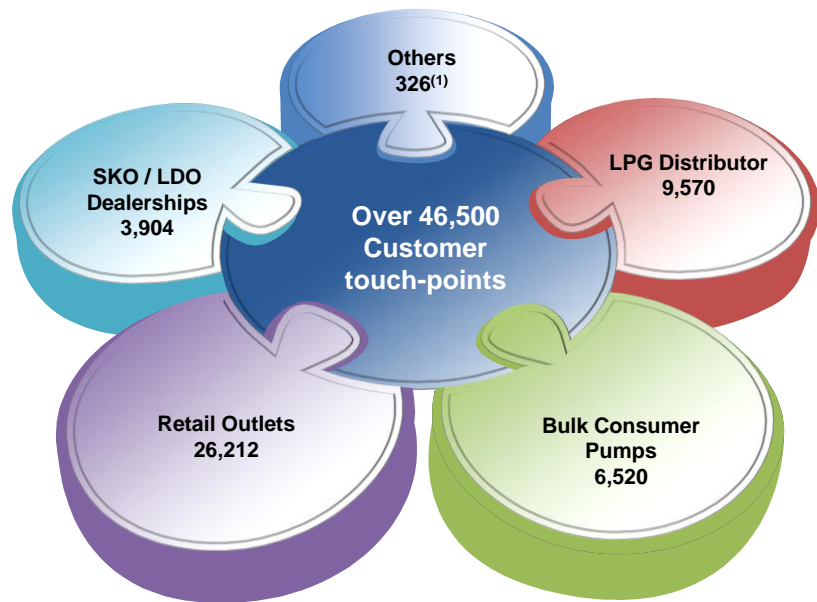 Others
326(1)
SKO / LDO
Dealerships
3,904
LPG Distributor
9,570
Over 46,500
Customer
touch-points
Retail Outlets
26,212
Bulk Consumer
Pumps
6,520